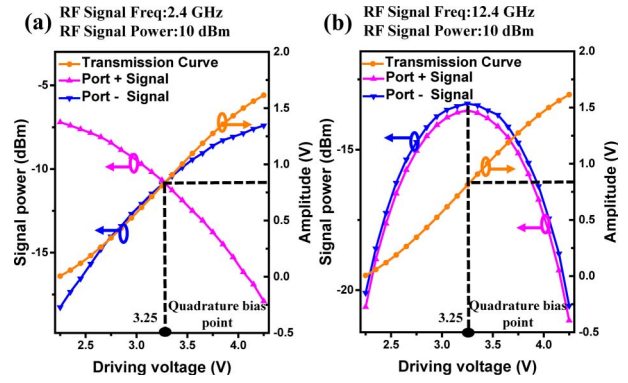 RF Signal Freq:2.4 GHz
(a) RF Signal Power:10 dBm
Transmission Curve
Port + Signal
Port - Signal
Signal power (dBm)
-5
-10
-15
Amplitude (V)
2.0
1.5
1.0
0.5
0.0
-0.5
3.25
Quadrature bias
point
2.5 3.0 3.5 4.0
Driving voltage (V)
RF Signal Freq:12.4 GHz
(b) RF Signal Power:10 dBm
Transmission Curve
Port + Signal
Port - Signal
Signal power (dBm)
-15
-20
Amplitude (V)
2.0
1.5
1.0
0.5
0.0
-0.5
3.25
Quadrature bias
point
2.5 3.0 3.5 4.0
Driving voltage (V)